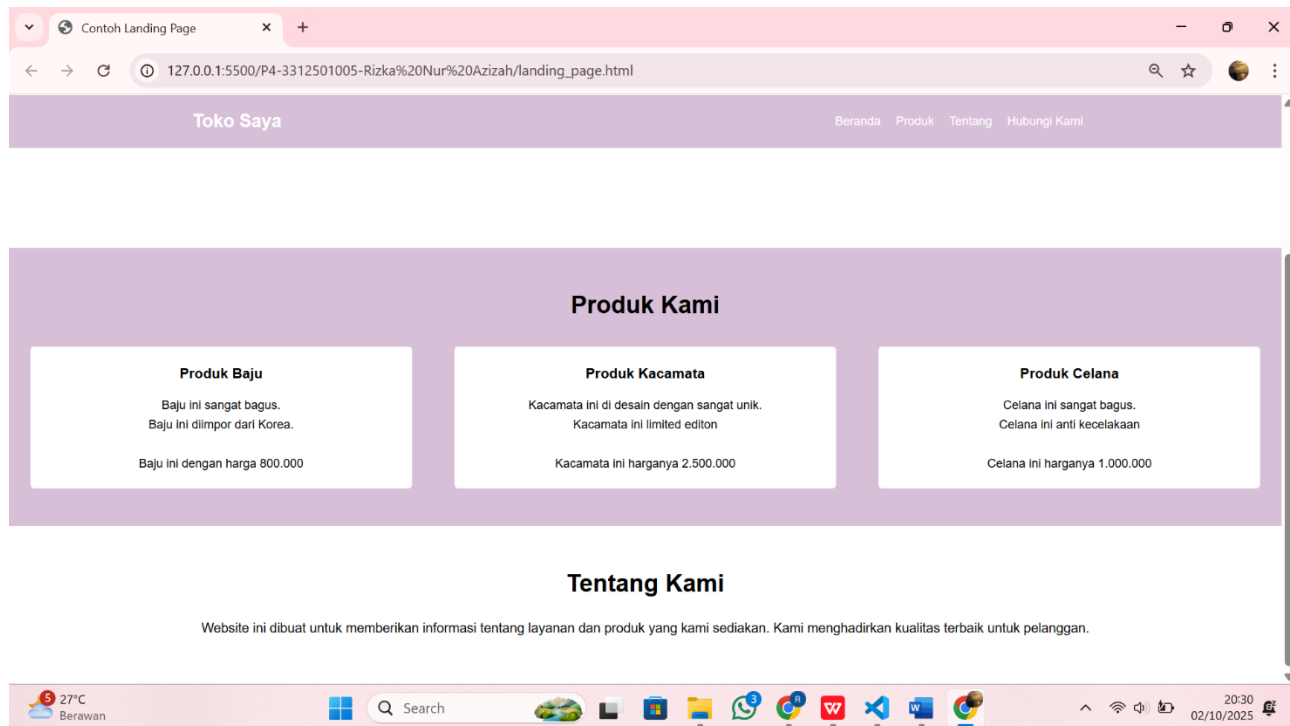 Contoh Landing Page
127.0.0.1:5500/P4-3312501005-Rizka%20Nur%20Azizah/landing_page.html
Toko Saya
Beranda Produk Tentang Hubungi Kami
Produk Kami
Produk Baju
Baju ini sangat bagus.
Baju ini diimpor dari Korea.
Baju ini dengan harga 800.000
Produk Kacamata
Kacamata ini di desain dengan sangat unik.
Kacamata ini limited editon
Kacamata ini harganya 2.500.000
Produk Celana
Celana ini sangat bagus.
Celana ini anti kecelakaan
Celana ini harganya 1.000.000
Tentang Kami
Website ini dibuat untuk memberikan informasi tentang layanan dan produk yang kami sediakan. Kami menghadirkan kualitas terbaik untuk pelanggan.
5
27°C
Berawan
Search
3
R
W
W
20:30
02/10/2025